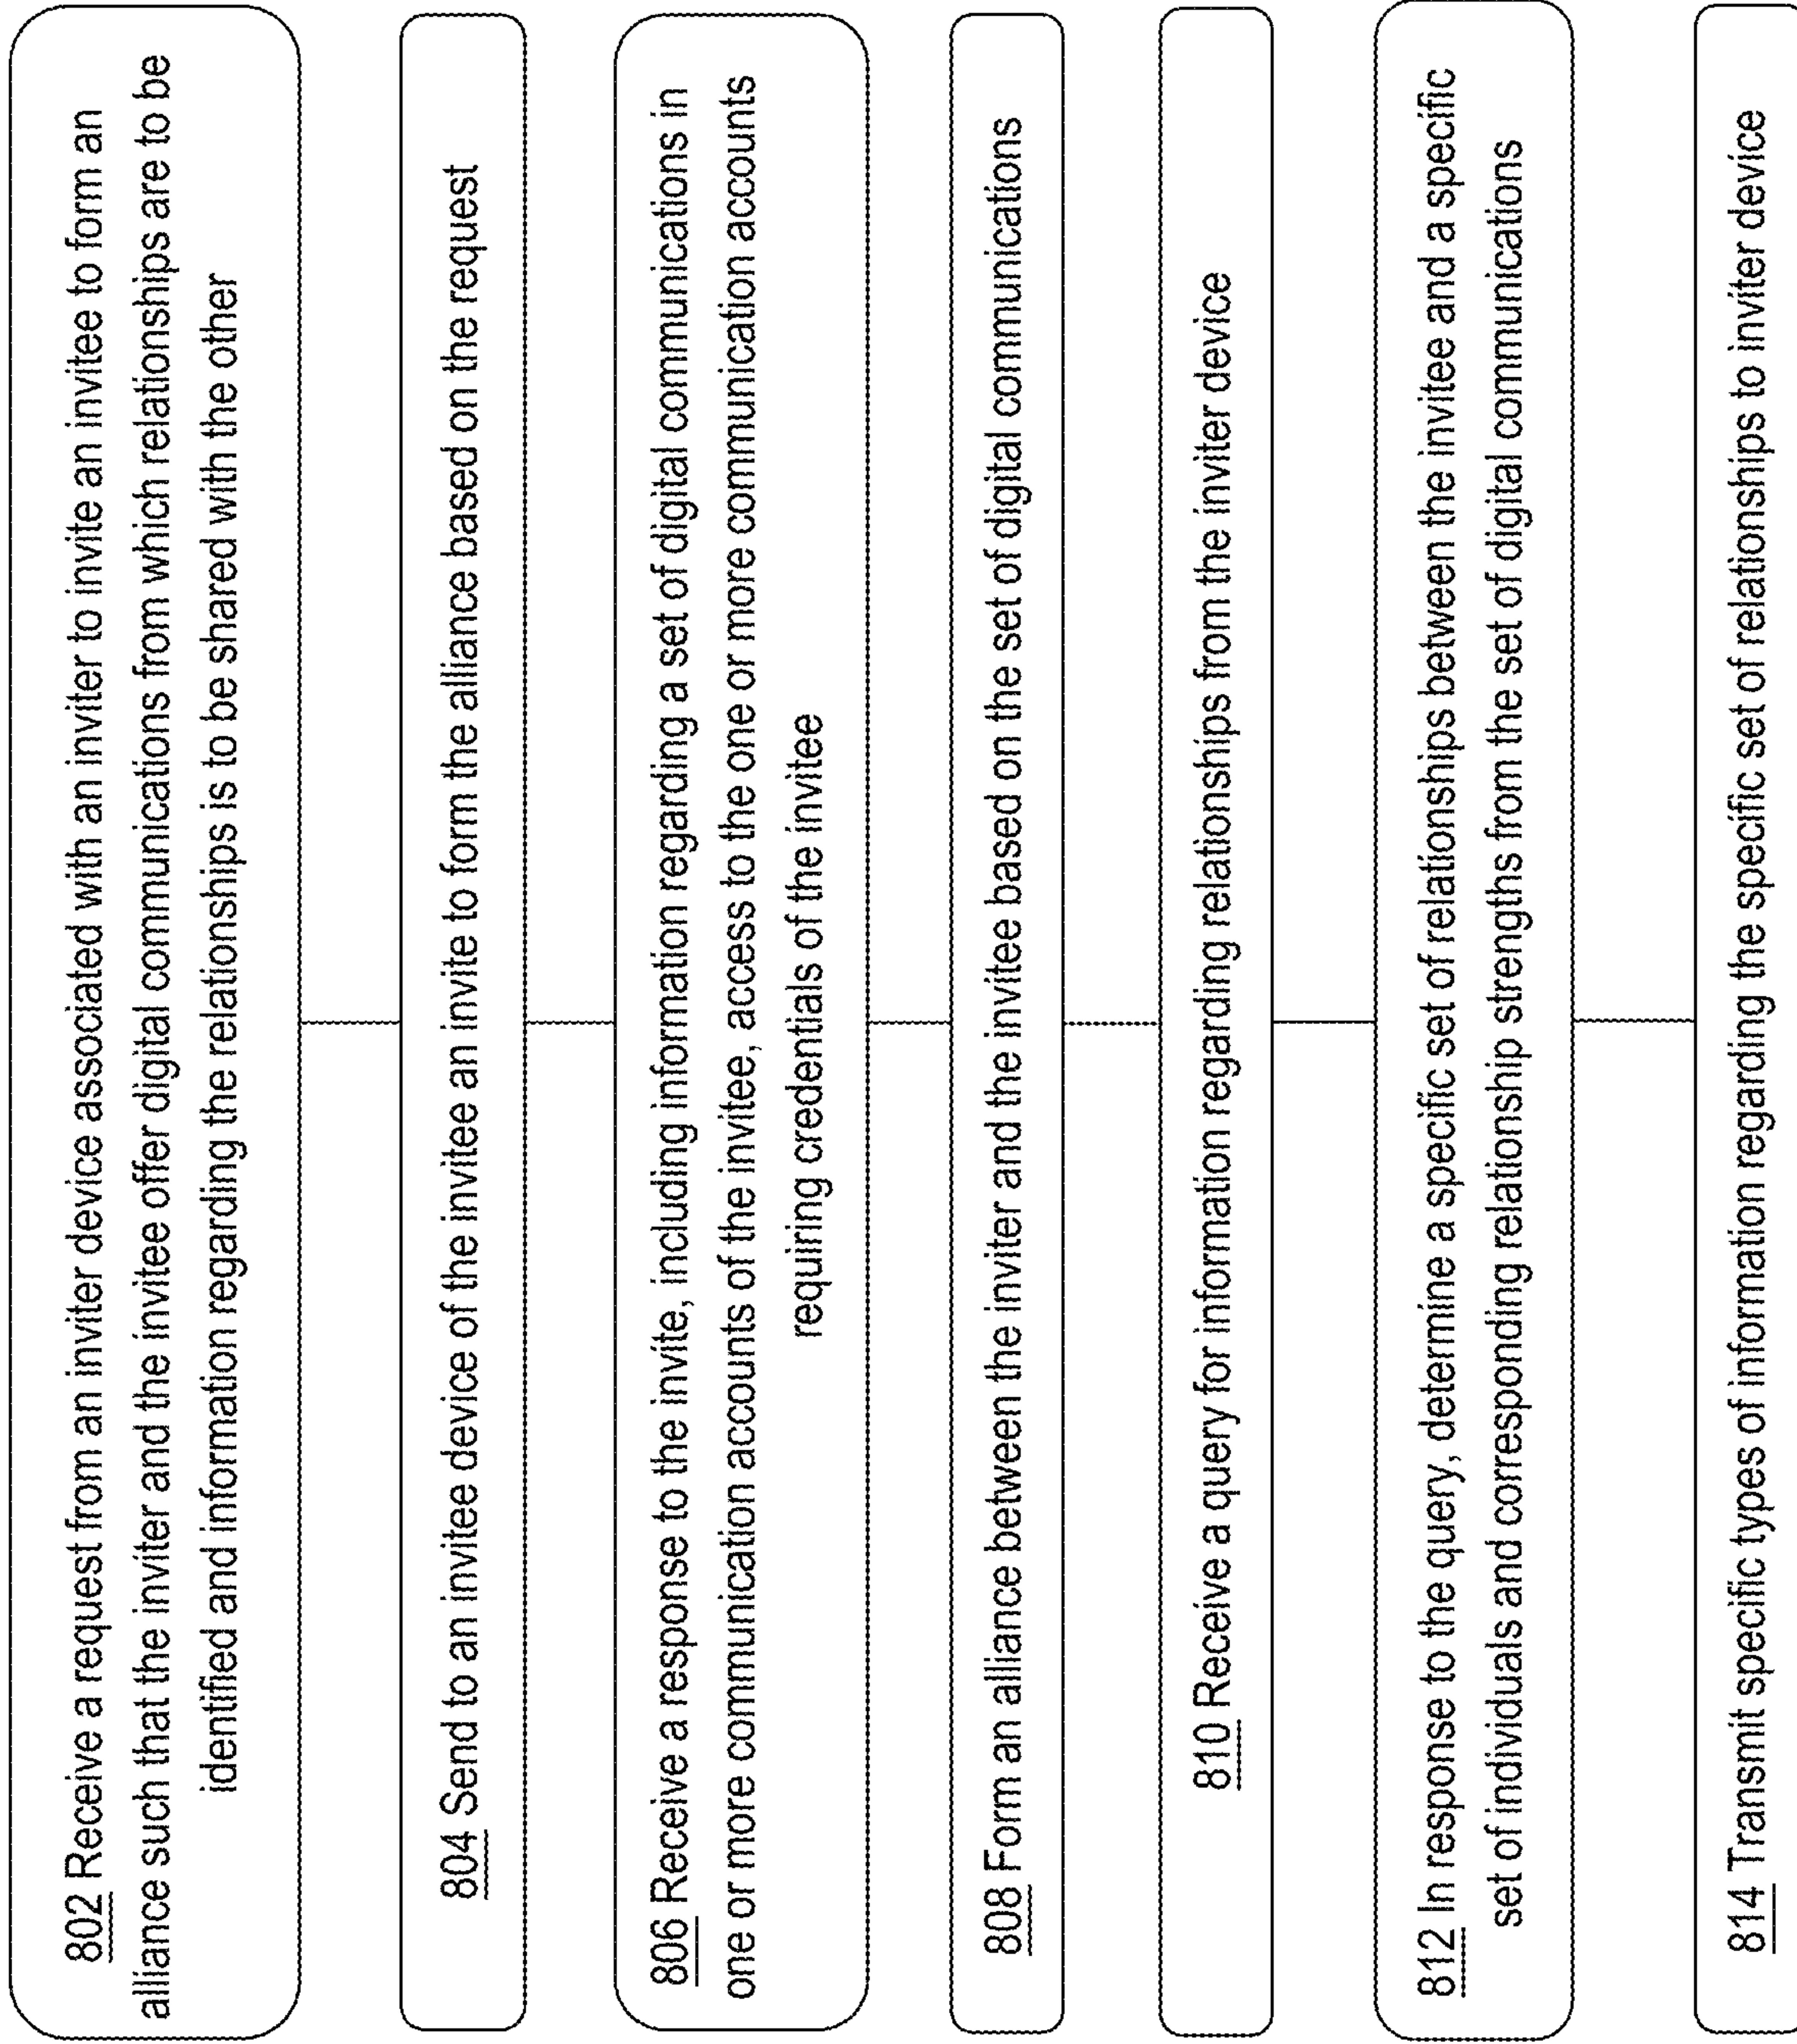 802 Receive a request from an inviter device associated with an inviter to invite an invitee to form an
alliance such that the inviter and the invitee offer digital communications from which relationships are to be
identified and information regarding the relationships is to be shared with the other
804 Send to an invitee device of the invitee an invite to form the alliance based on the request
806 Receive a response to the invite, including information regarding a set of digital communications in
one or more communication accounts of the invitee, access to the one or more communication accounts
requiring credentials of the invitee
808 Form an alliance between the inviter and the invitee based on the set of digital communications
810 Receive a query for information regarding relationships from the inviter device
812 In response to the query, determine a specific set of relationships between the invitee and a specific
set of individuals and corresponding relationship strengths from the set of digital communications
814 Transmit specific types of information regarding the specific set of relationships to inviter device